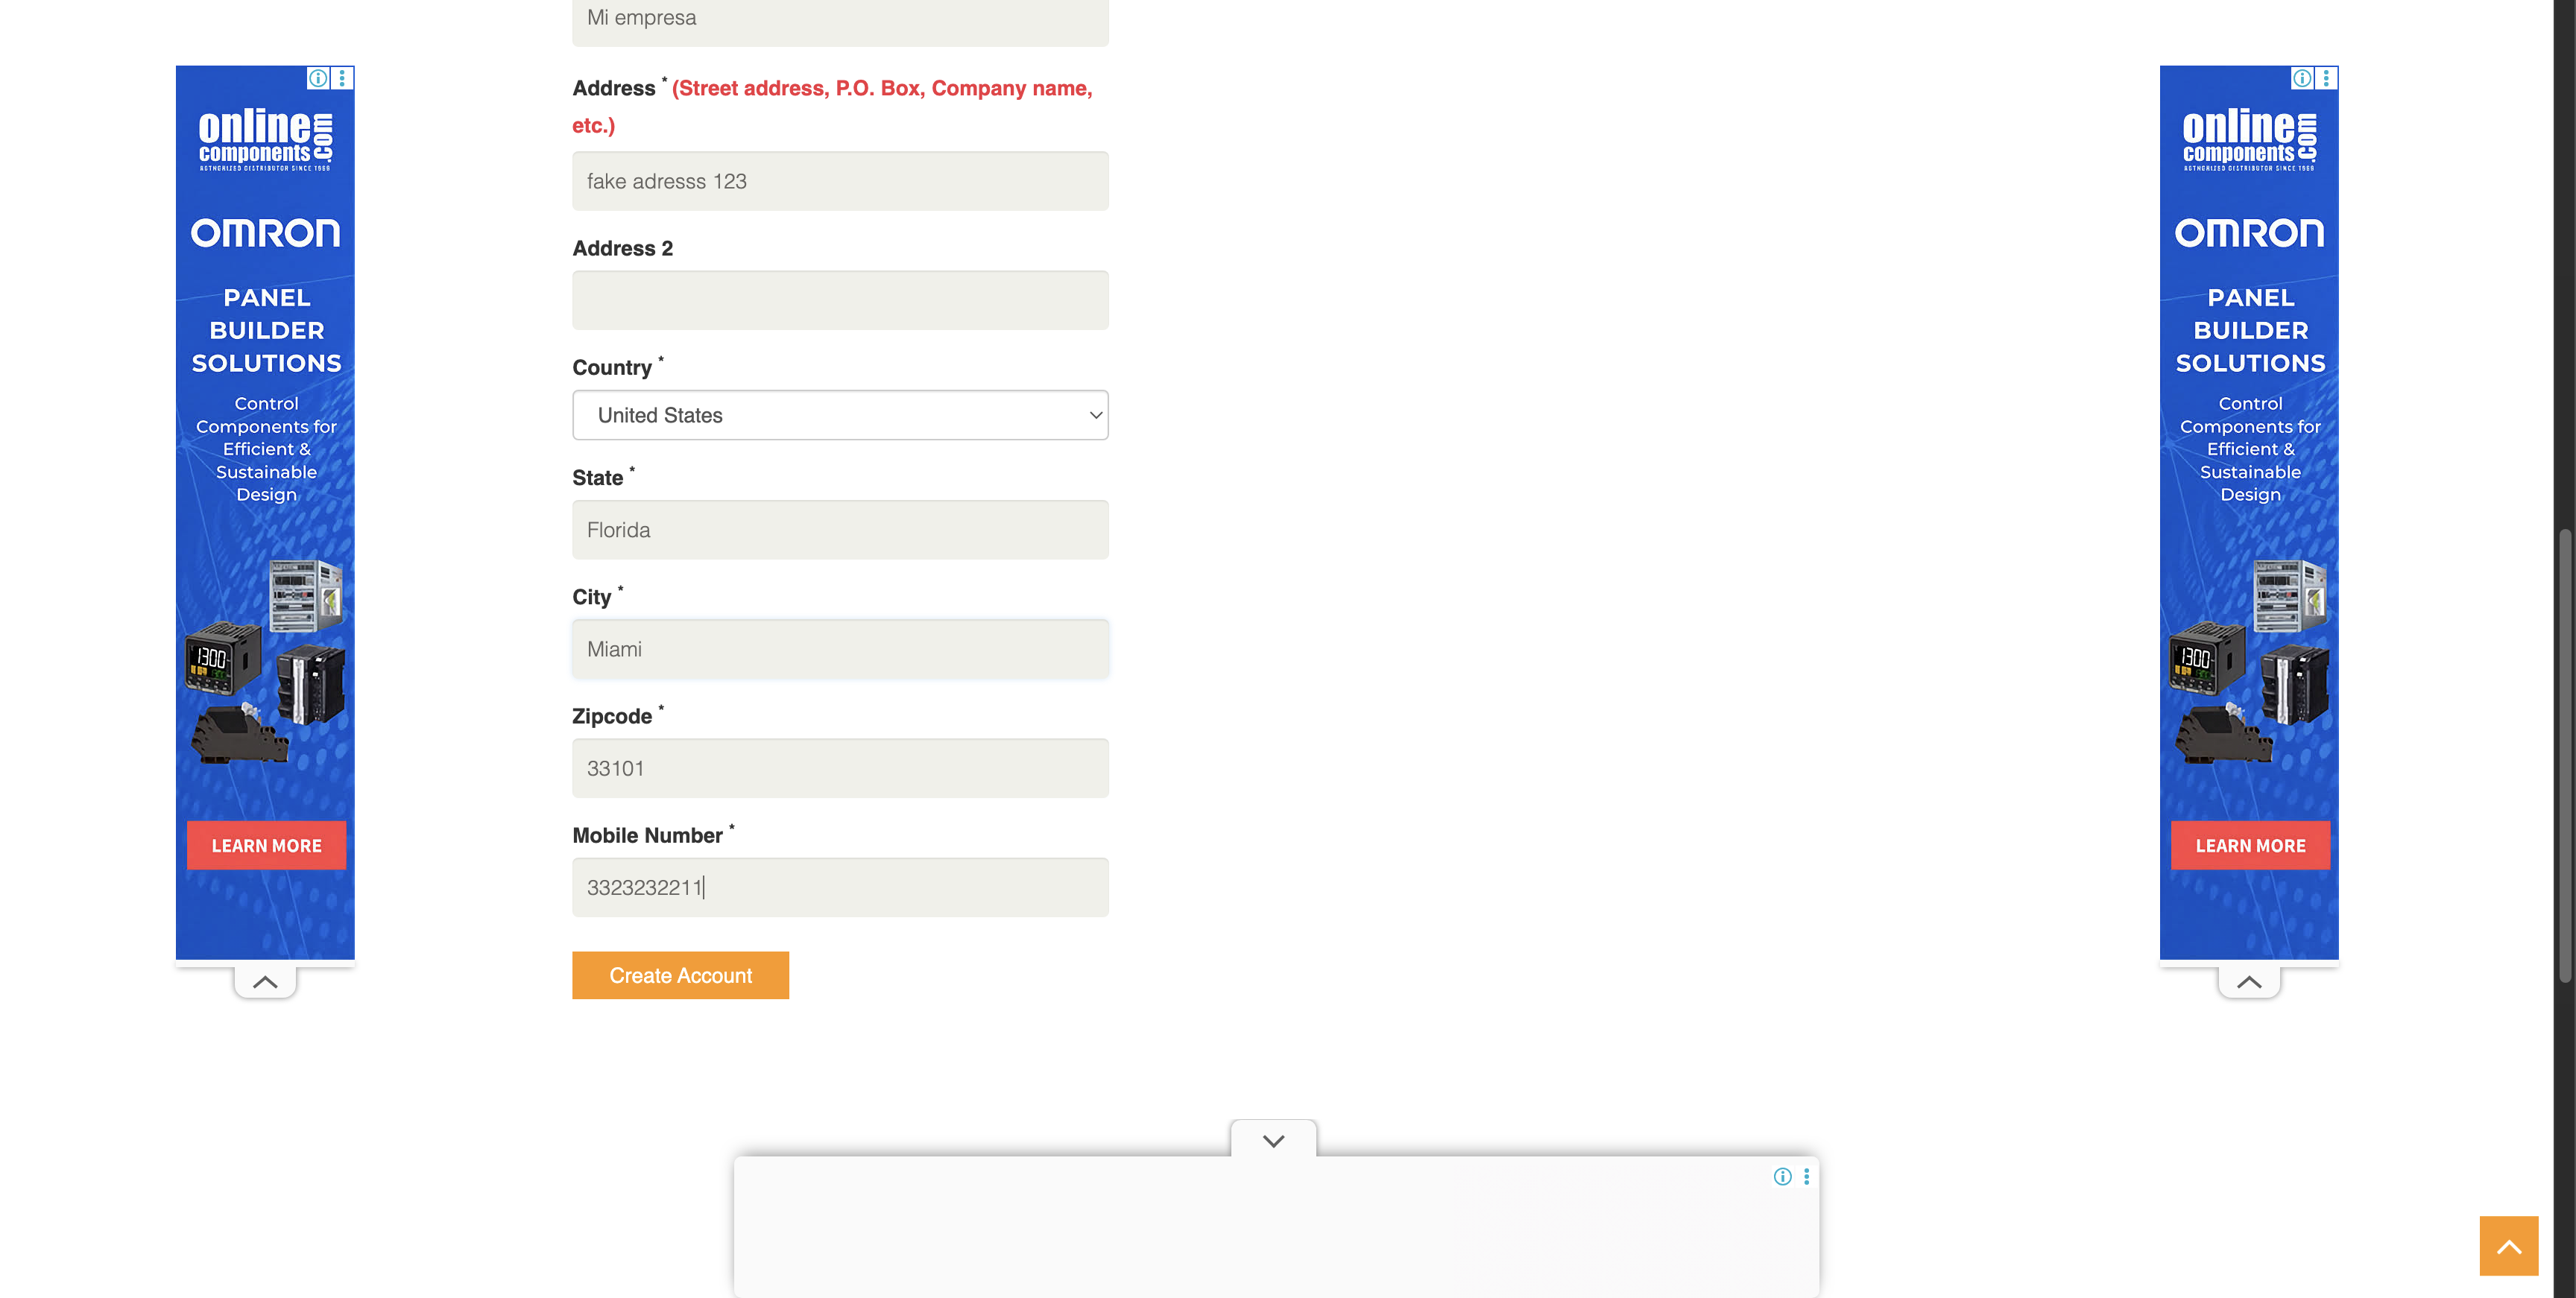 Mi empresa
Address * (Street address, P.O. Box, Company name,
etc.)
fake adresss 123
Address 2
Country *
United States
State *
Florida
City *
Miami
Zipcode *
33101
Mobile Number *
3323232211
Create Account
online
components
.com
AUTHORIZED DISTRIBUTOR SINCE 1969
OMRON
PANEL
BUILDER
SOLUTIONS
Control
Components for
Efficient &
Sustainable
Design
1300
LEARN MORE
online
components
.com
AUTHORIZED DISTRIBUTOR SINCE 1969
OMRON
PANEL
BUILDER
SOLUTIONS
Control
Components for
Efficient &
Sustainable
Design
1300
LEARN MORE